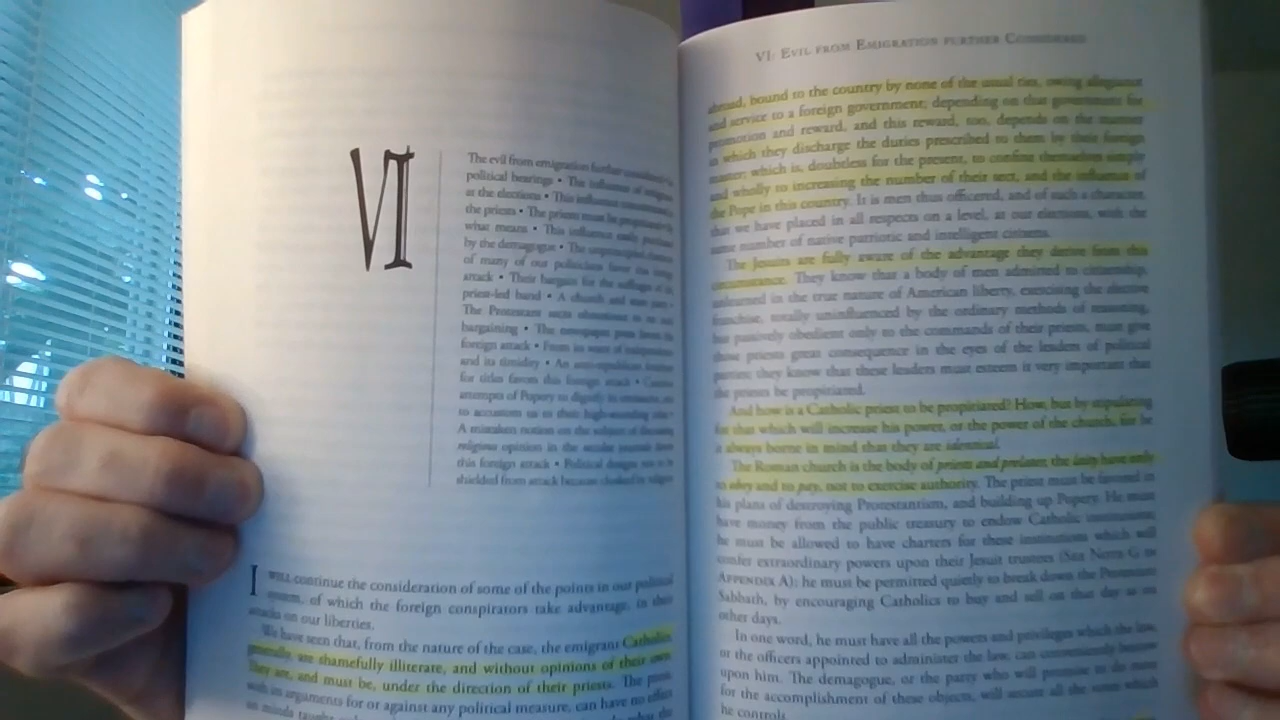 VI
The evil from emigration further considered in
political bearings • The influence of emigrants
at the elections • This influence
the priests • The priests must be propitiated
what means • This influence easily purchased
by the demagogue • The unprincipled
of many of our politicians favor the foreign
attack • Their bargain for the suffrages of
priest-led band • A church and state party
The Protestant sects obnoxious to no such
bargaining • The newspaper press favors the
foreign attack • From its want of independence
and its timidity • An anti-republican
for titles favors this foreign attack •
attempts of Popery to dignify its emissaries, and
to accustom us to their high-sounding
A mistaken notion on the subject of discussing
religious opinion in the secular journals favors
this foreign attack • Political designs not to be
shielded from attack because cloaked in religion
I will continue the consideration of some of the points in our political
system, of which the foreign conspirators take advantage, in their
attacks on our liberties.
We have seen that, from the nature of the case, the emigrant Catholics
generally are shamefully illiterate, and without opinions of their own.
They are, and must be, under the direction of their priests. The press,
with its arguments for or against any political measure, can have no effect
on minds taught
VI: Evil from Emigration further Considered
abroad, bound to the country by none of the usual ties, owing allegiance
and service to a foreign government; depending on that government for
promotion and reward, and this reward, too, depends on the manner
in which they discharge the duties prescribed to them by their foreign
master; which is, doubtless for the present, to confine themselves simply
and wholly to increasing the number of their sect, and the influence of
the Pope in this country. It is men thus officered, and of such a character,
that we have placed in all respects on a level, at our elections, with the
same number of native patriotic and intelligent citizens.
The Jesuits are fully aware of the advantage they derive from this
circumstance. They know that a body of men admitted to citizenship,
unlearned in the true nature of American liberty, exercising the elective
franchise, totally uninfluenced by the ordinary methods of reasoning,
but passively obedient only to the commands of their priests, must give
those priests great consequence in the eyes of the leaders of political
parties; they know that these leaders must esteem it very important that
the priests be propitiated.
And how is a Catholic priest to be propitiated? How, but by stipulating
for that which will increase his power, or the power of the church, for be
it always borne in mind that they are identical.
The Roman church is the body of priests and prelates; the laity have only
to obey and to pay, not to exercise authority. The priest must be favored in
his plans of destroying Protestantism, and building up Popery. He must
have money from the public treasury to endow Catholic institutions;
he must be allowed to have charters for these institutions which will
confer extraordinary powers upon their Jesuit trustees (See Note G in
Appendix A); he must be permitted quietly to break down the Protestant
Sabbath, by encouraging Catholics to buy and sell on that day as on
other days.
In one word, he must have all the powers and privileges which the law,
or the officers appointed to administer the law, can conveniently bestow
upon him. The demagogue, or the party who will promise to do most
for the accomplishment of these objects, will secure all the votes which
he controls.